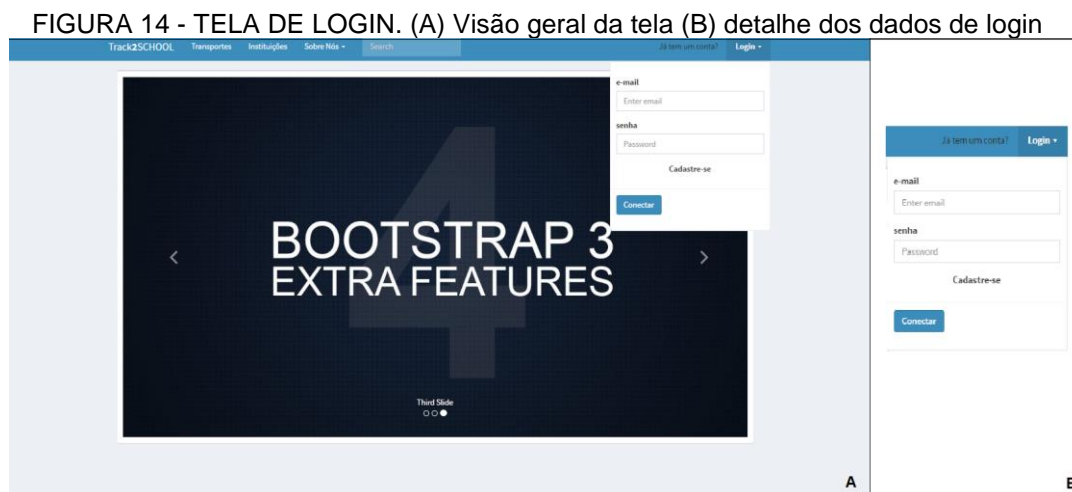 FIGURA 14 - TELA DE LOGIN. (A) Visão geral da tela (B) detalhe dos dados de login
Track2SCHOOL Transportes Instituições Sobre Nós Search Já tem um conta? Login
e-mail
Enter email
senha
Password
Cadastre-se
Conectar
4
BOOTSTRAP 3
EXTRA FEATURES
Third Slide
A
Já tem um conta? Login
e-mail
Enter email
senha
Password
Cadastre-se
Conectar
B